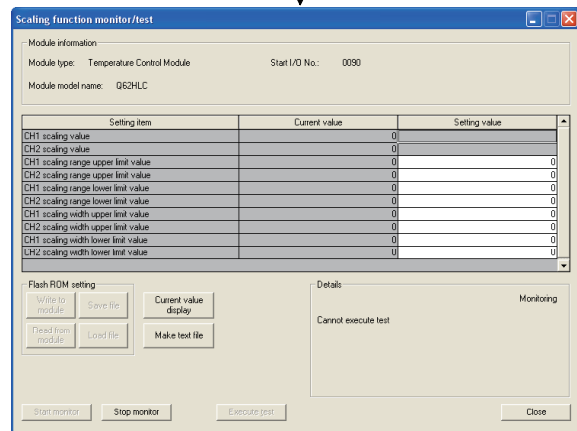 Scaling function monitor/test
Module information
Module type: Temperature Control Module Start I/O No.: 0090
Module model name: Q62HLC
Setting item Current value Setting value
CH1 scaling value 0
CH2 scaling value 0
CH1 scaling range upper limit value 0 0
CH2 scaling range upper limit value 0 0
CH1 scaling range lower limit value 0 0
CH2 scaling range lower limit value 0 0
CH1 scaling width upper limit value 0 0
CH2 scaling width upper limit value 0 0
CH1 scaling width lower limit value 0 0
CH2 scaling width lower limit value 0 0
Flash ROM setting Details
Write to module Save file Current value display Monitoring
Cannot execute test
Read from module Load file Make text file
Start monitor Stop monitor Execute test Close